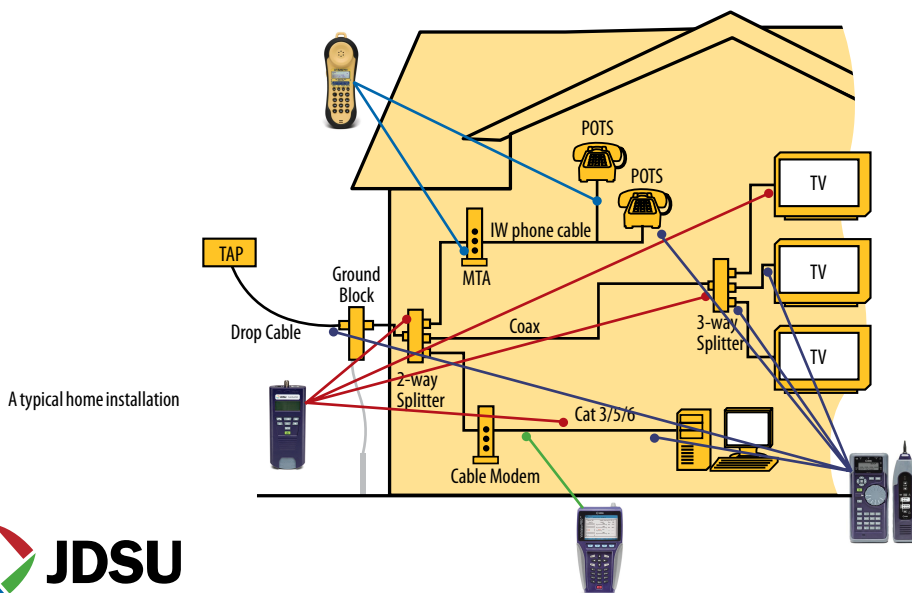 POTS
POTS
TV
IW phone cable
TAP
MTA
TV
Ground
Block
Drop Cable
Coax
3-way
Splitter
TV
2-way
Splitter
A typical home installation
Cat 3/5/6
Cable Modem
JDSU